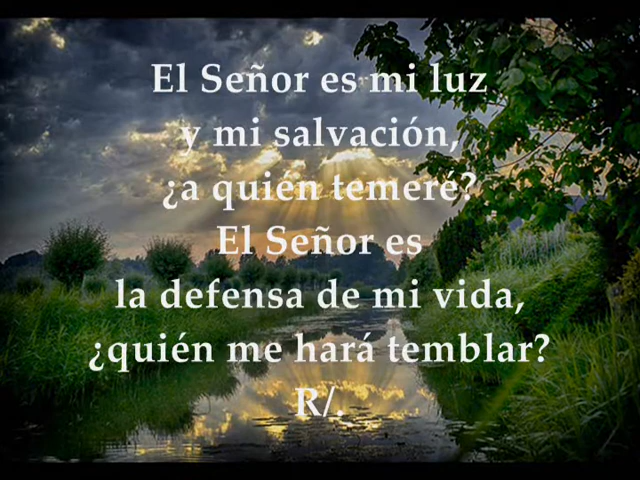 El Señor es mi luz
y mi salvación,
¿a quién temeré?
El Señor es
la defensa de mi vida,
¿quién me hará temblar?
R/.